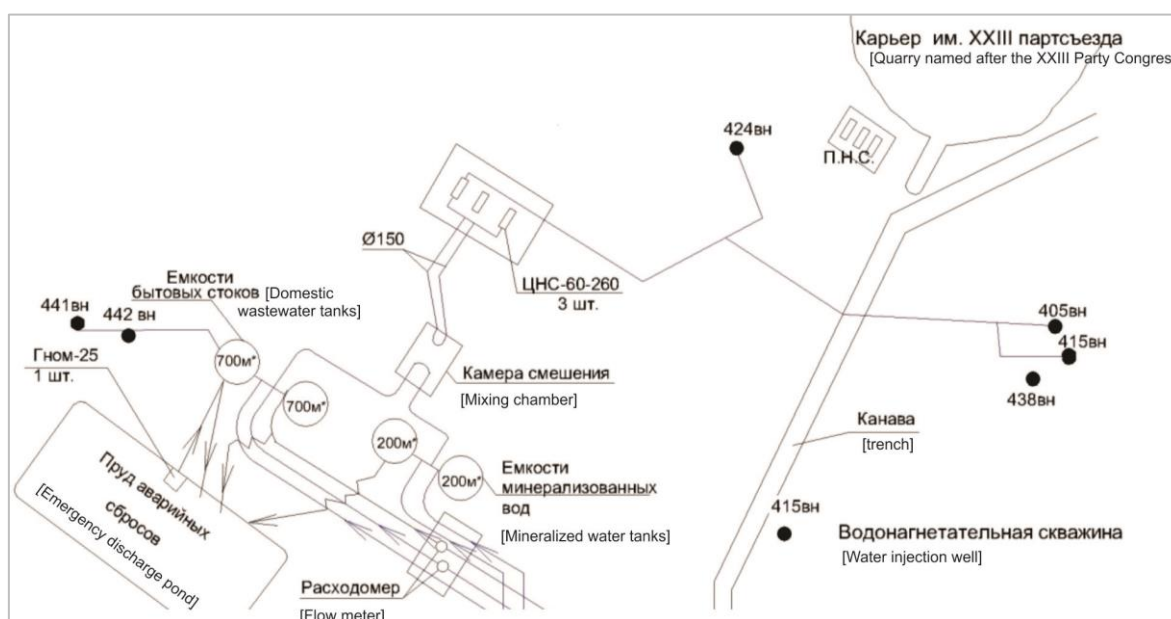 Карьер им. XXIII партсъезда
[Quarry named after the XXIII Party Congres
424вн
П.Н.С.
Ø150
ЦНС-60-260
3 шт.
Емкости
бытовых стоков
[Domestic
wastewater tanks]
441вн
442 вн
Гном-25
1 шт.
700м³
700м³
200м³
200м³
Камера смешения
[Mixing chamber]
405вн
415вн
438вн
Канава
[trench]
Емкости
минерализованных
вод
[Mineralized water tanks]
Пруд аварийных
сбросов
[Emergency discharge pond]
Расходомер
[Flow meter]
415вн
Водонагнетательная скважина
[Water injection well]